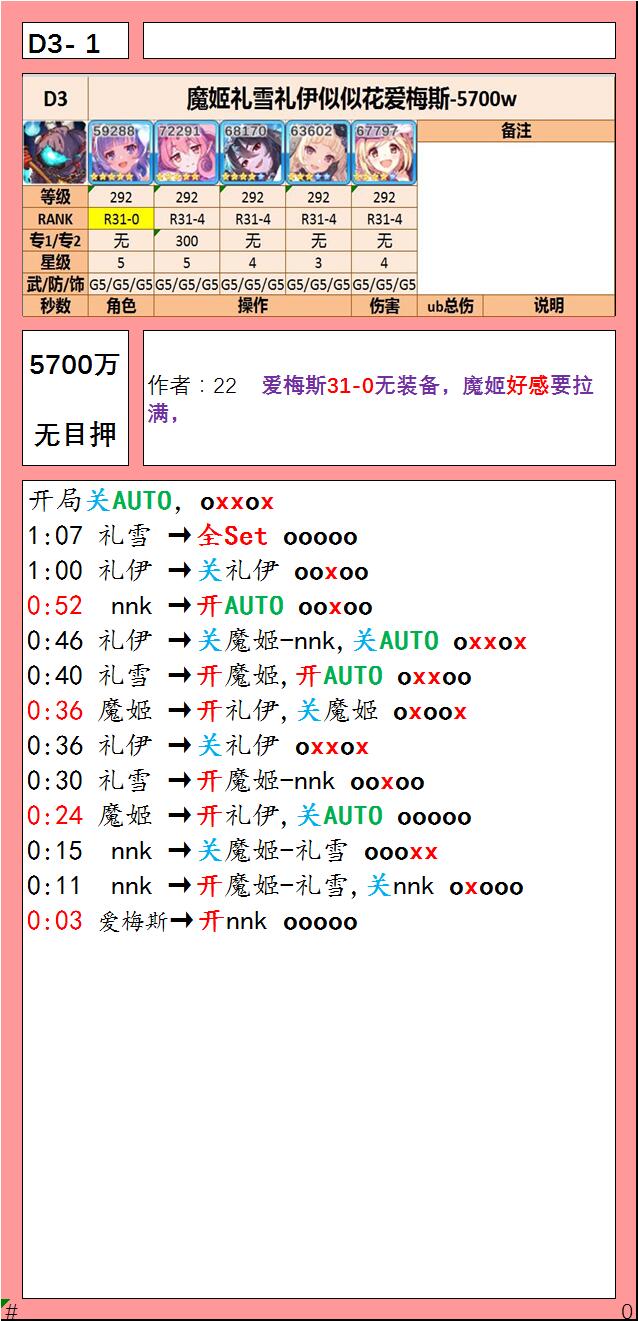 D3- 1
D3 魔姬礼雪礼伊似似花爱梅斯-5700w
59288 72291 68170 63602 67797 备注
等级 292 292 292 292 292
RANK R31-0 R31-4 R31-4 R31-4 R31-4
专1/专2 无 300 无 无 无
星级 5 5 4 3 4
武/防/饰 G5/G5/G5 G5/G5/G5 G5/G5/G5 G5/G5/G5 G5/G5/G5
秒数 角色 操作 伤害 ub总伤 说明
5700万
无目押
作者：22 爱梅斯31-0无装备，魔姬好感要拉
满，
开局关AUTO, oxxox
1:07 礼雪 →全Set ooooo
1:00 礼伊 →关礼伊 ooxoo
0:52 nnk →开AUTO ooxoo
0:46 礼伊 →关魔姬-nnk,关AUTO oxxox
0:40 礼雪 →开魔姬,开AUTO oxxoo
0:36 魔姬 →开礼伊,关魔姬 oxoox
0:36 礼伊 →关礼伊 oxxox
0:30 礼雪 →开魔姬-nnk ooxoo
0:24 魔姬 →开礼伊,关AUTO ooooo
0:15 nnk →关魔姬-礼雪 oooxx
0:11 nnk →开魔姬-礼雪,关nnk oxooo
0:03 爱梅斯→开nnk ooooo
# 0